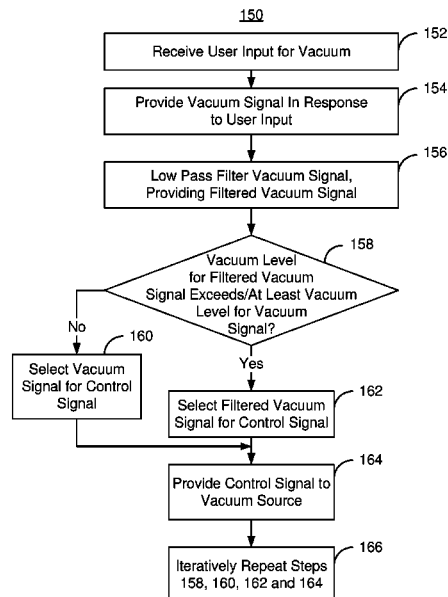 150
152
Receive User Input for Vacuum
154
Provide Vacuum Signal In Response
to User Input
156
Low Pass Filter Vacuum Signal,
Providing Filtered Vacuum Signal
158
Vacuum Level
for Filtered Vacuum
Signal Exceeds/At Least Vacuum
Level for Vacuum
Signal?
No
160
Select Vacuum
Signal for Control
Signal
Yes
162
Select Filtered Vacuum
Signal for Control Signal
164
Provide Control Signal to
Vacuum Source
166
Iteratively Repeat Steps
158, 160, 162 and 164